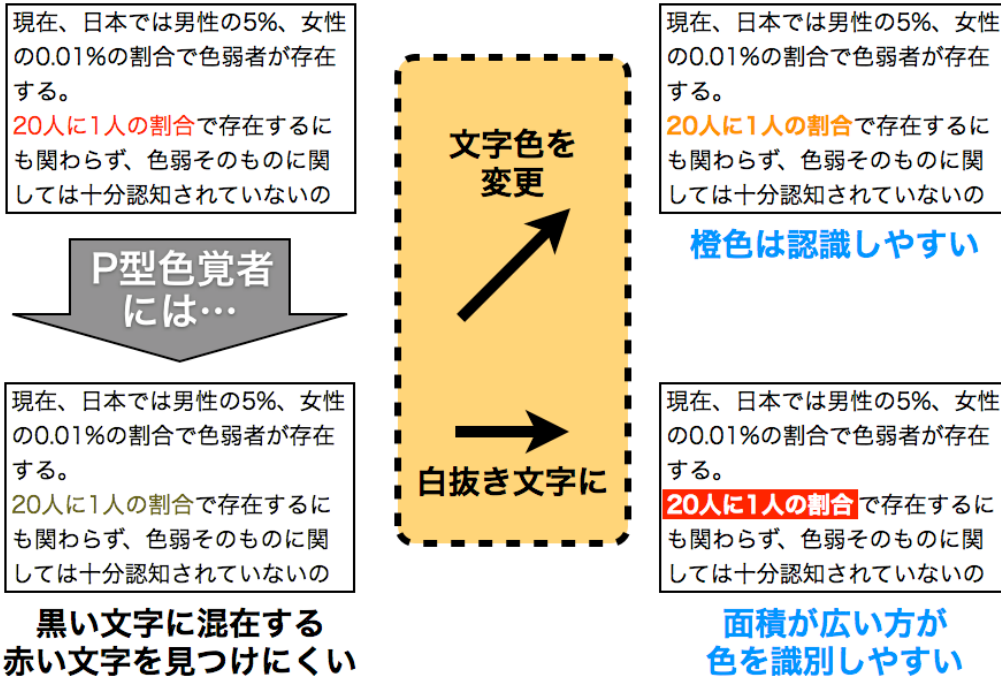 現在、日本では男性の5%、女性
の0.01%の割合で色弱者が存在
する。
20人に1人の割合で存在するに
も関わらず、色弱そのものに関
しては十分認知されていないの
P型色覚者
には…
現在、日本では男性の5%、女性
の0.01%の割合で色弱者が存在
する。
20人に1人の割合で存在するに
も関わらず、色弱そのものに関
しては十分認知されていないの
黒い文字に混在する
赤い文字を見つけにくい
文字色を
変更
白抜き文字に
現在、日本では男性の5%、女性
の0.01%の割合で色弱者が存在
する。
20人に1人の割合で存在するに
も関わらず、色弱そのものに関
しては十分認知されていないの
橙色は認識しやすい
現在、日本では男性の5%、女性
の0.01%の割合で色弱者が存在
する。
20人に1人の割合で存在するに
も関わらず、色弱そのものに関
しては十分認知されていないの
面積が広い方が
色を識別しやすい